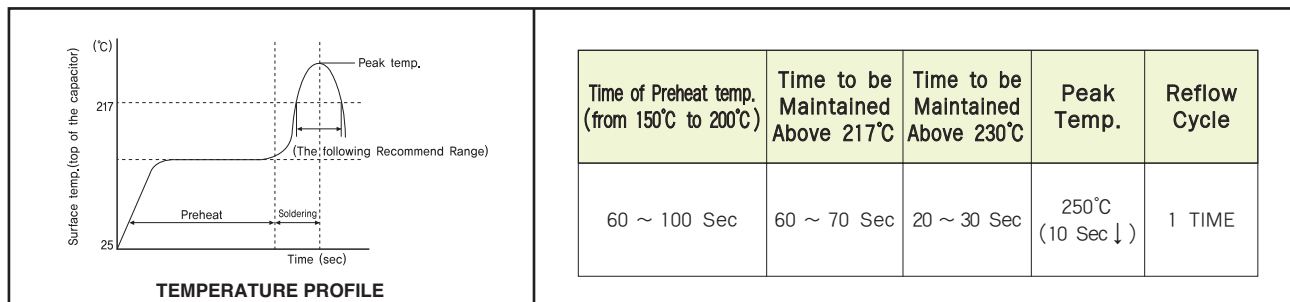 (℃)
Surface temp.(top of the capacitor)
Peak temp.
217
(The following Recommend Range)
Preheat
Soldering
25
Time (sec)
TEMPERATURE PROFILE
Time of Preheat temp.
(from 150℃ to 200℃)
Time to be
Maintained
Above 217℃
Time to be
Maintained
Above 230℃
Peak
Temp.
Reflow
Cycle
60 ~ 100 Sec
60 ~ 70 Sec
20 ~ 30 Sec
250℃
(10 Sec↓)
1 TIME